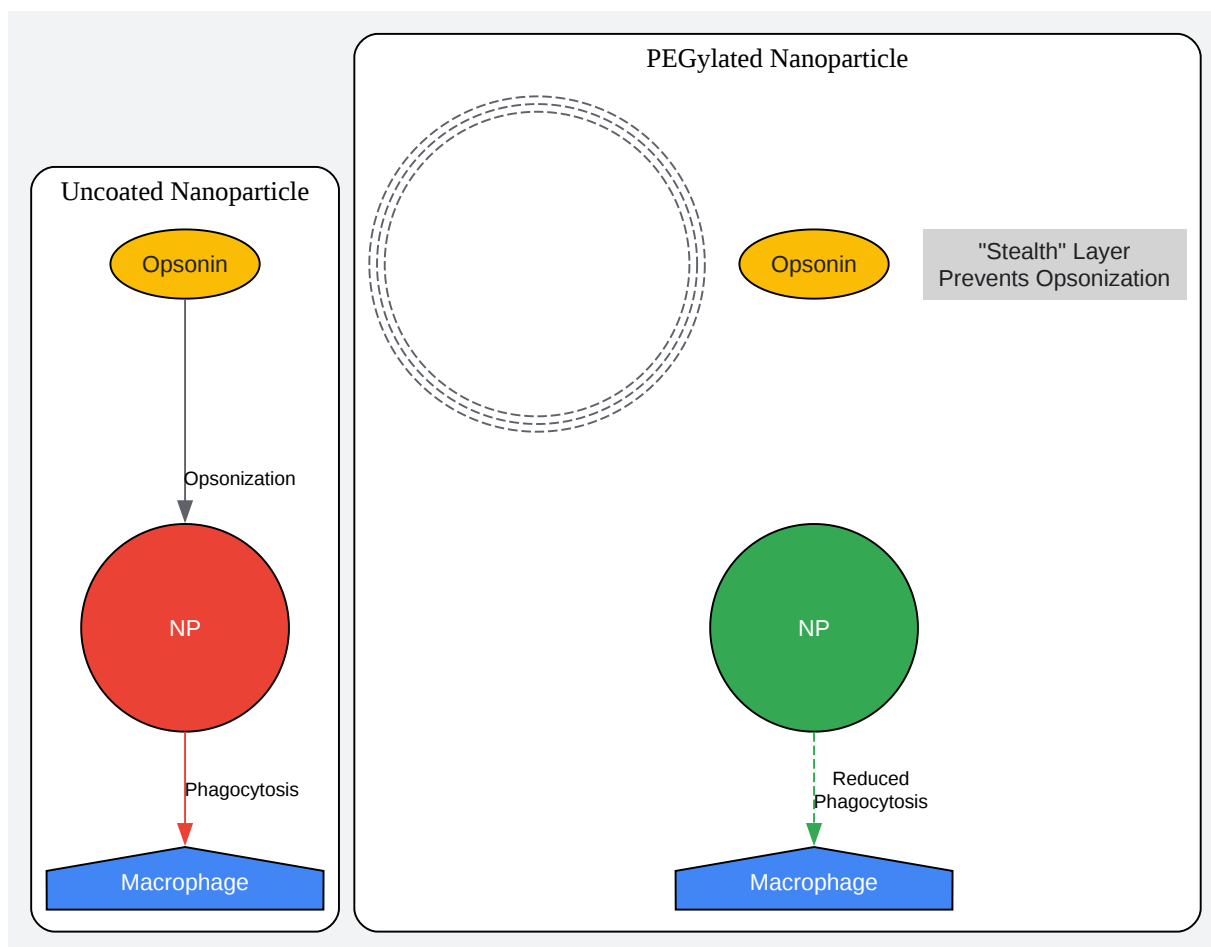 Uncoated Nanoparticle
Opsonin
Opsonization
NP
Phagocytosis
Macrophage
PEGylated Nanoparticle
Opsonin
"Stealth" Layer
Prevents Opsonization
NP
Reduced
Phagocytosis
Macrophage